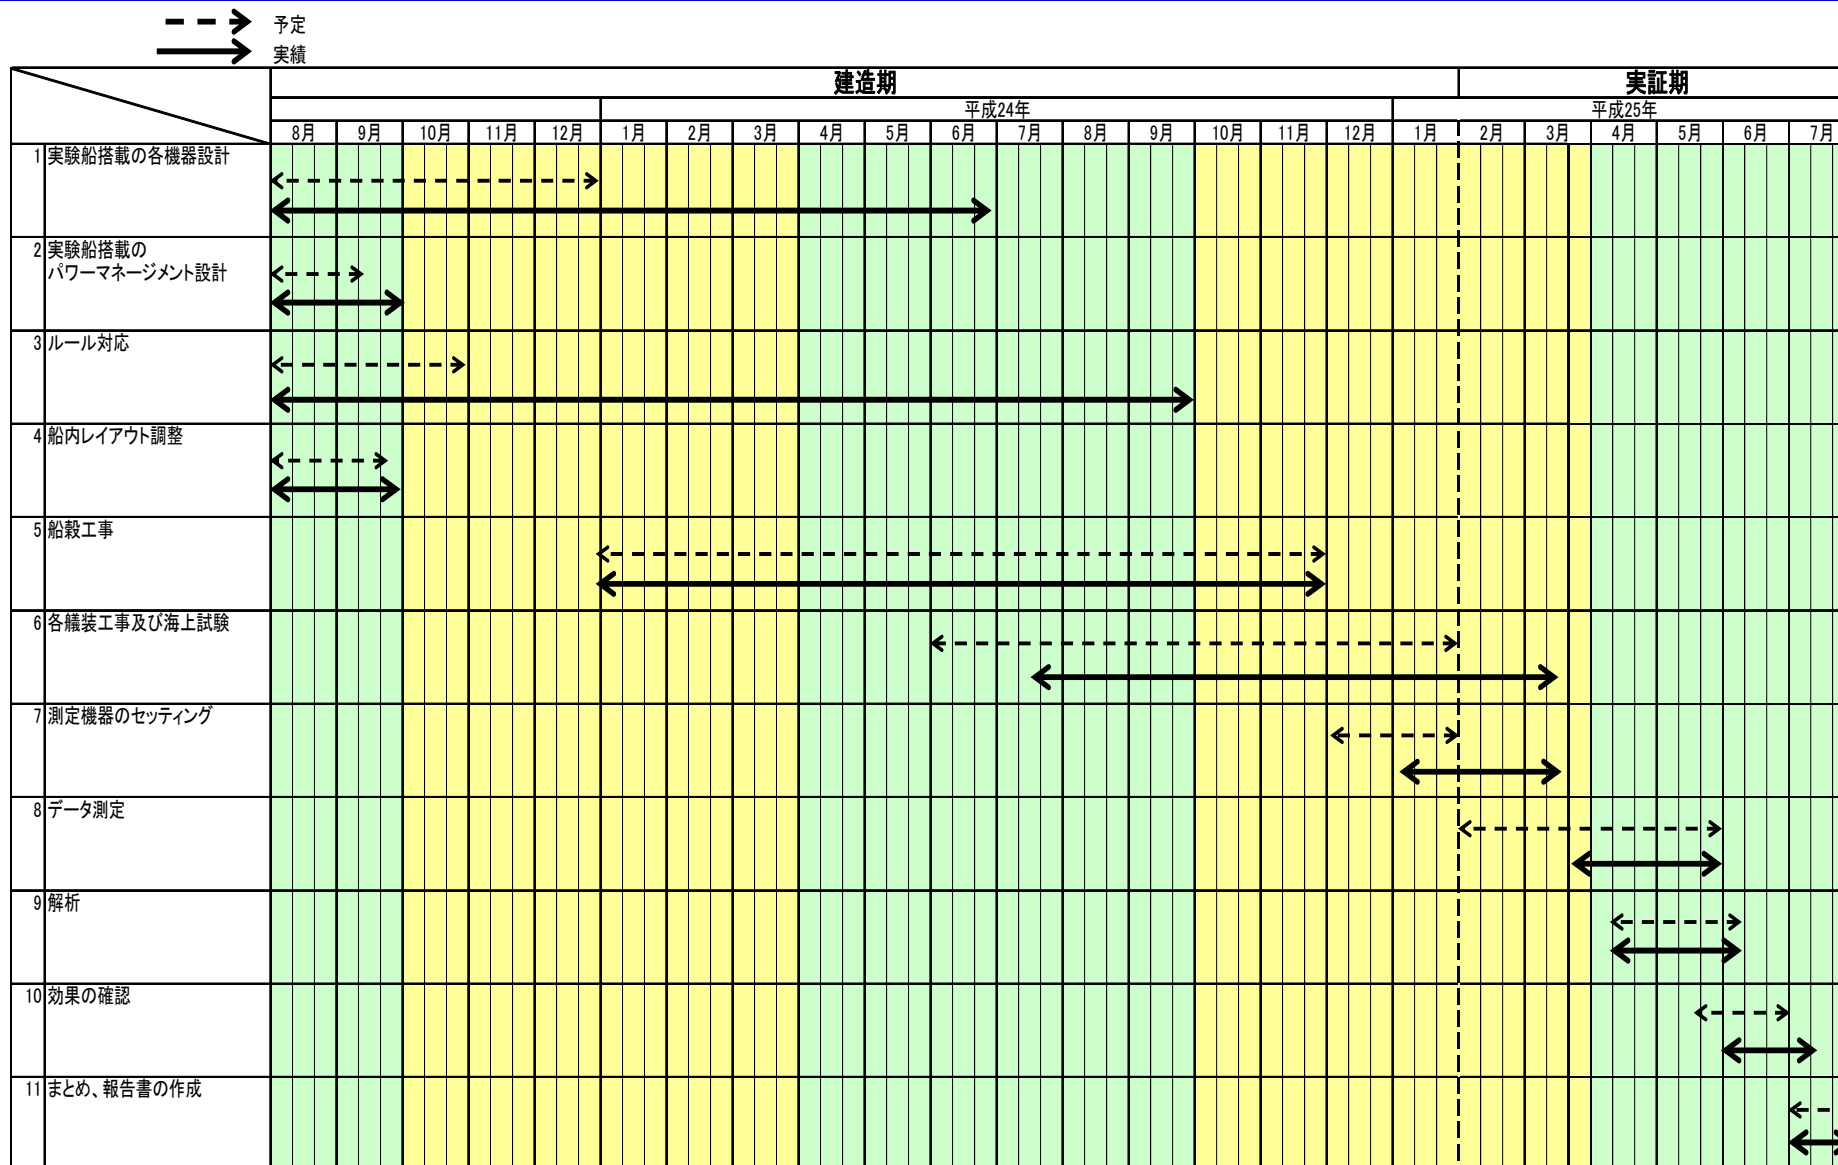 予定
実績
建造期 実証期
平成24年 平成25年
8月 9月 10月 11月 12月 1月 2月 3月 4月 5月 6月 7月 8月 9月 10月 11月 12月 1月 2月 3月 4月 5月 6月 7月
1 実験船搭載の各機器設計
2 実験船搭載の
パワーマネージメント設計
3 ルール対応
4 船内レイアウト調整
5 船穀工事
6 各艤装工事及び海上試験
7 測定機器のセッティング
8 データ測定
9 解析
10 効果の確認
11 まとめ、報告書の作成